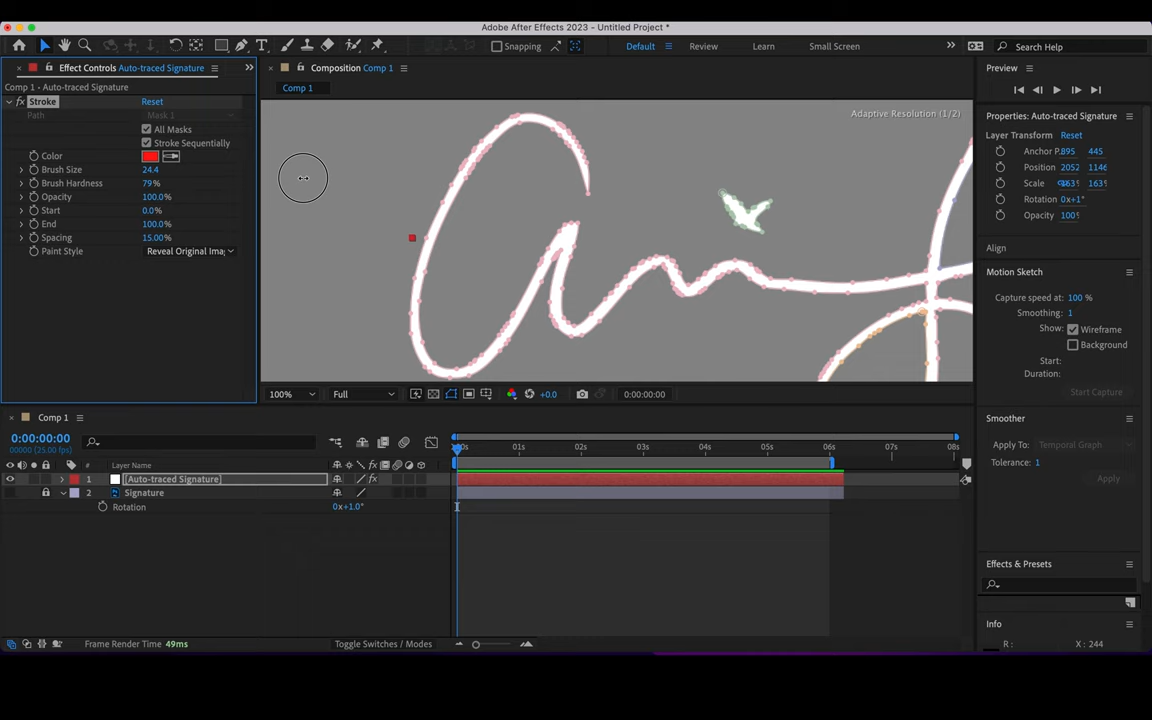 Adobe After Effects 2023 - Untitled Project *
Snapping
Default
Review
Learn
Small Screen
Search Help
Effect Controls Auto-traced Signature
Comp 1 - Auto-traced Signature
fx Stroke Reset
Path Mask 1
All Masks
Stroke Sequentially
Color
Brush Size 24.4
Brush Hardness 79%
Opacity 100.0%
Start 0.0%
End 100.0%
Spacing 15.00%
Paint Style Reveal Original Ima
Composition Comp 1
Comp 1
Adaptive Resolution (1/2)
am
100%
Full
+0.0
0:00:00:00
Preview
Properties: Auto-traced Signature
Layer Transform Reset
Anchor P 895 445
Position 2052 1146
Scale 163 163
Rotation 0x+1°
Opacity 100
Align
Motion Sketch
Capture speed at: 100 %
Smoothing: 1
Show: Wireframe
Background
Start:
Duration:
Start Capture
Smoother
Apply To: Temporal Graph
Tolerance: 1
Apply
Effects & Presets
Info
R :
X : 244
Comp 1
0:00:00:00
00000 (25.00 fps)
# Layer Name
1 [Auto-traced Signature]
2 Signature
Rotation 0x+1.0°
01s 02s 03s 04s 05s 06s 07s 08s
Frame Render Time 49ms
Toggle Switches / Modes